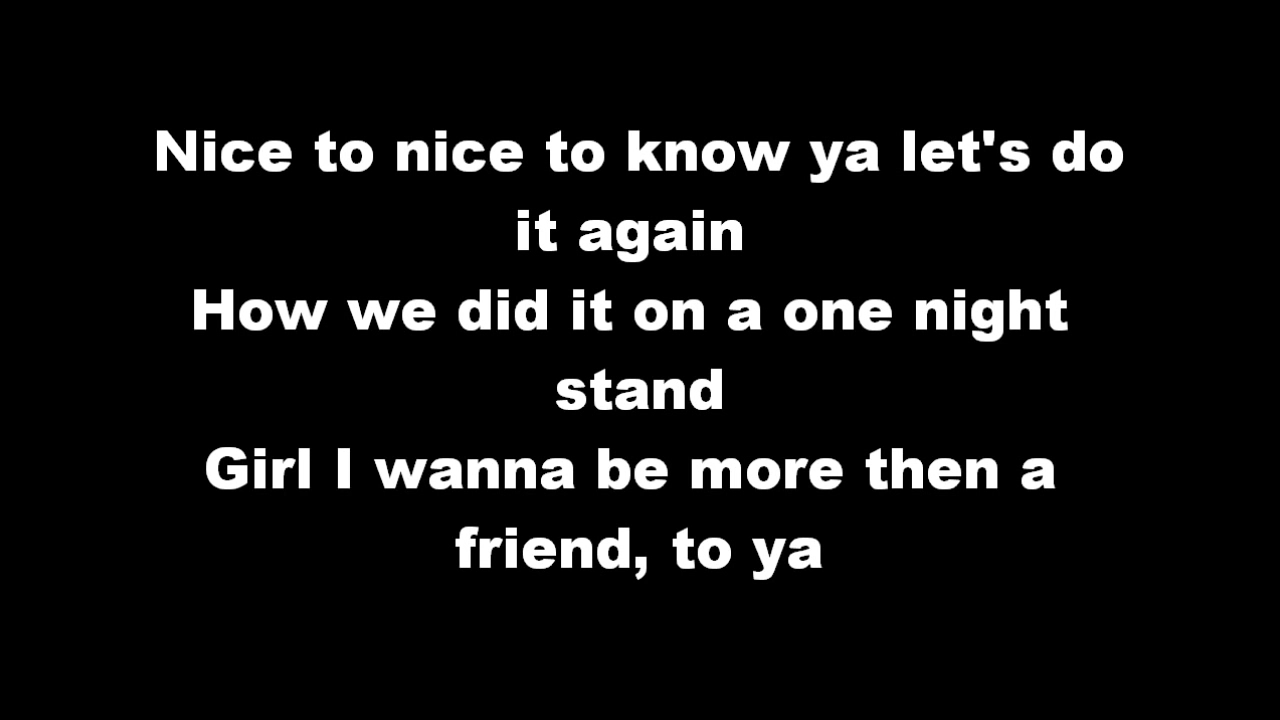 Nice to nice to know ya let's do
it again
How we did it on a one night
stand
Girl I wanna be more then a
friend, to ya